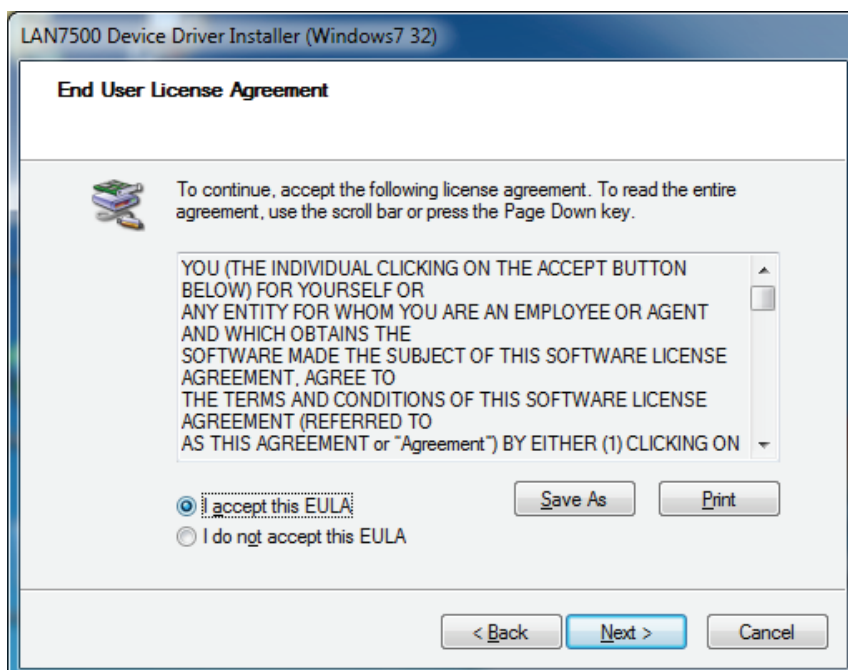 LAN7500 Device Driver Installer (Windows7 32)
End User License Agreement
To continue, accept the following license agreement. To read the entire
agreement, use the scroll bar or press the Page Down key.
YOU (THE INDIVIDUAL CLICKING ON THE ACCEPT BUTTON
BELOW) FOR YOURSELF OR
ANY ENTITY FOR WHOM YOU ARE AN EMPLOYEE OR AGENT
AND WHICH OBTAINS THE
SOFTWARE MADE THE SUBJECT OF THIS SOFTWARE LICENSE
AGREEMENT, AGREE TO
THE TERMS AND CONDITIONS OF THIS SOFTWARE LICENSE
AGREEMENT (REFERRED TO
AS THIS AGREEMENT or "Agreement") BY EITHER (1) CLICKING ON
I accept this EULA
Save As
Print
I do not accept this EULA
< Back
Next >
Cancel